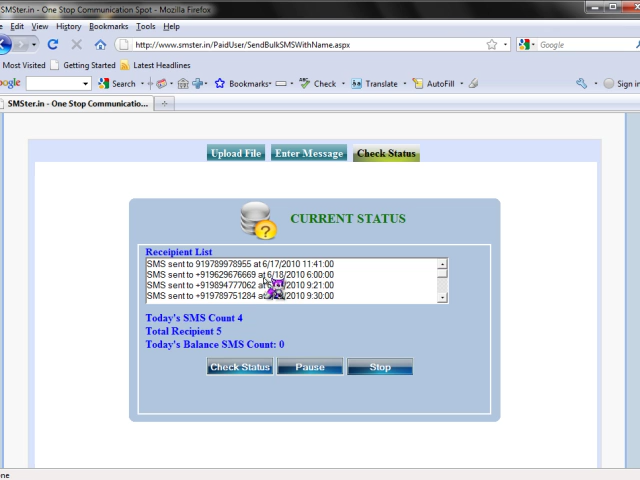 SMSter.in - One Stop Communication Spot - Mozilla Firefox
Edit View History Bookmarks Tools Help
http://www.smster.in/PaidUser/SendBulkSMSWithName.aspx
Google
Most Visited Getting Started Latest Headlines
Search Bookmarks Check Translate AutoFill Sign in
SMSter.in - One Stop Communicatio...
Upload File Enter Message Check Status
CURRENT STATUS
Receipient List
SMS sent to 919789978955 at 6/17/2010 11:41:00
SMS sent to +919629676669 at 6/18/2010 6:00:00
SMS sent to +919894777062 at 9:21:00
SMS sent to +919789751284 at 9:30:00
Today's SMS Count 4
Total Recipient 5
Today's Balance SMS Count: 0
Check Status Pause Stop